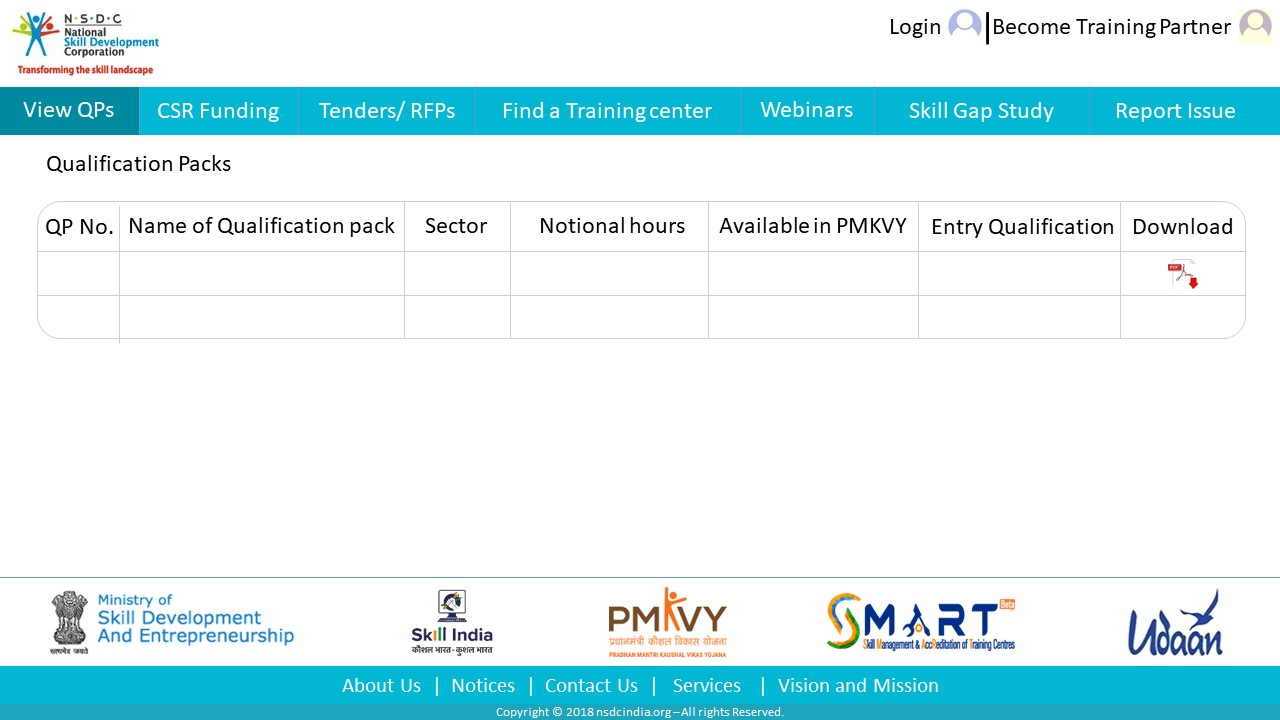 N·S·D·C
National
Skill Development
Corporation
Transforming the skill landscape
Login
Become Training Partner
View QPs
CSR Funding
Tenders/ RFPs
Find a Training center
Webinars
Skill Gap Study
Report Issue
Qualification Packs
QP No.
Name of Qualification pack
Sector
Notional hours
Available in PMKVY
Entry Qualification
Download
PDF
सत्यमेव जयते
Ministry of
Skill Development
And Entrepreneurship
Skill India
कौशल भारत-कुशल भारत
PMKVY
प्रधानमंत्री कौशल विकास योजना
PRADHAN MANTRI KAUSHAL VIKAS YOJANA
SMART Beta
Skill Management & AccReditation of Training Centres
Udaan
About Us | Notices | Contact Us | Services | Vision and Mission
Copyright © 2018 nsdcindia.org – All rights Reserved.